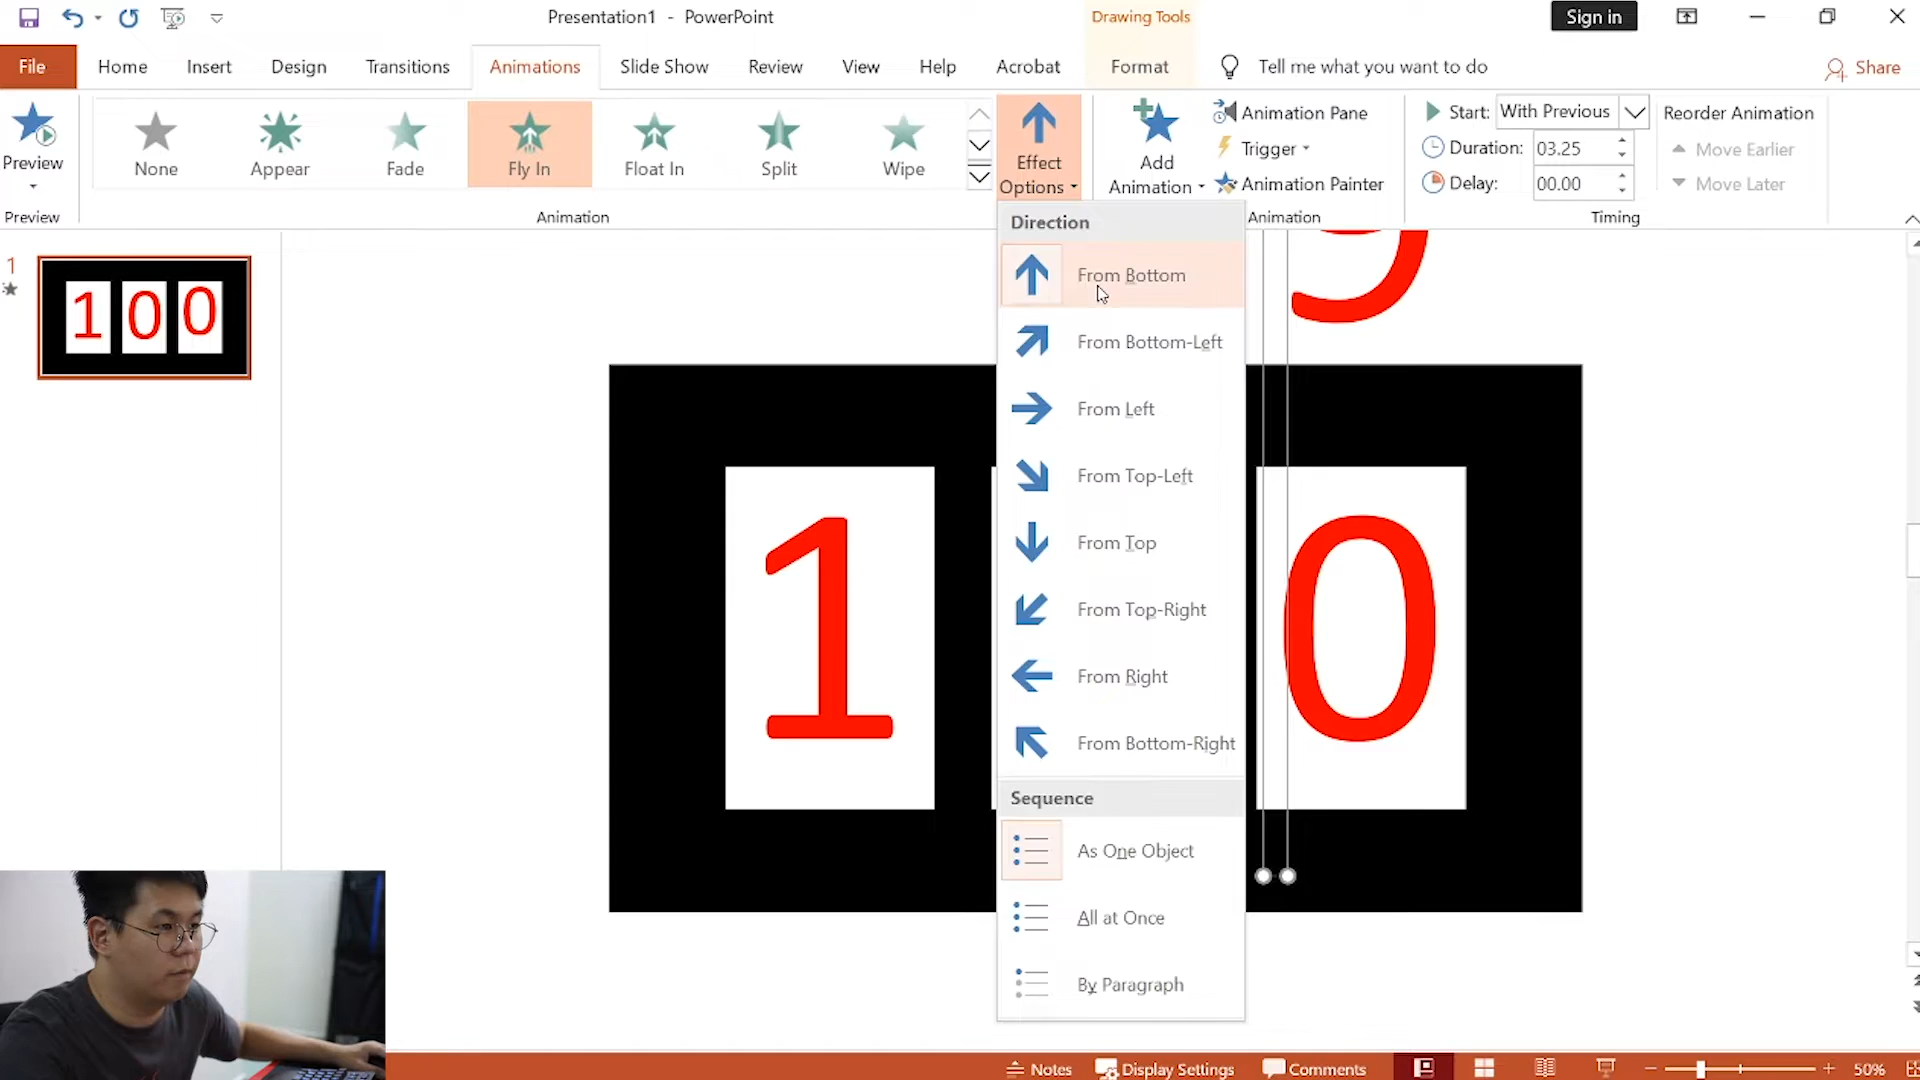 Presentation1 - PowerPoint
Drawing Tools
Sign in
File
Home
Insert
Design
Transitions
Animations
Slide Show
Review
View
Help
Acrobat
Format
Tell me what you want to do
Share
Preview
None
Appear
Fade
Fly In
Float In
Split
Wipe
Effect
Options
Add
Animation
Animation Pane
Trigger
Animation Painter
Start: With Previous
Duration: 03.25
Delay: 00.00
Reorder Animation
Move Earlier
Move Later
Preview
Animation
Animation
Timing
Direction
From Bottom
From Bottom-Left
From Left
From Top-Left
From Top
From Top-Right
From Right
From Bottom-Right
Sequence
As One Object
All at Once
By Paragraph
1
1 0 0
9
1 0
Notes
Display Settings
Comments
50%